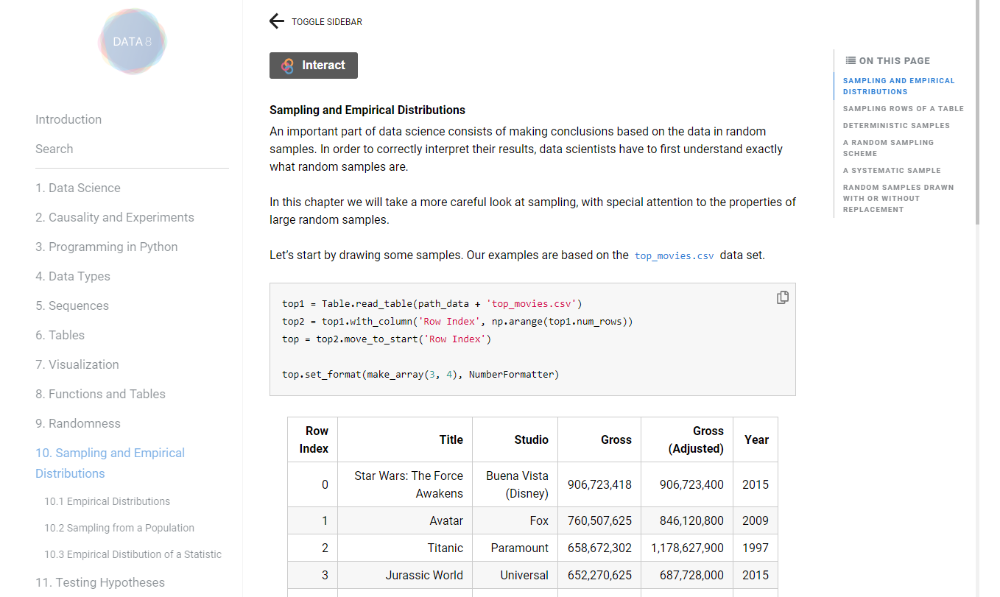 DATA 8
Introduction
Search
1. Data Science
2. Causality and Experiments
3. Programming in Python
4. Data Types
5. Sequences
6. Tables
7. Visualization
8. Functions and Tables
9. Randomness
10. Sampling and Empirical
Distributions
10.1 Empirical Distributions
10.2 Sampling from a Population
10.3 Empirical Distibution of a Statistic
11. Testing Hypotheses
TOGGLE SIDEBAR
Interact
Sampling and Empirical Distributions
An important part of data science consists of making conclusions based on the data in random
samples. In order to correctly interpret their results, data scientists have to first understand exactly
what random samples are.
In this chapter we will take a more careful look at sampling, with special attention to the properties of
large random samples.
Let’s start by drawing some samples. Our examples are based on the top_movies.csv data set.
top1 = Table.read_table(path_data + 'top_movies.csv')
top2 = top1.with_column('Row Index', np.arange(top1.num_rows))
top = top2.move_to_start('Row Index')
top.set_format(make_array(3, 4), NumberFormatter)
Row Index Title Studio Gross Gross (Adjusted) Year
0 Star Wars: The Force Awakens Buena Vista (Disney) 906,723,418 906,723,400 2015
1 Avatar Fox 760,507,625 846,120,800 2009
2 Titanic Paramount 658,672,302 1,178,627,900 1997
3 Jurassic World Universal 652,270,625 687,728,000 2015
ON THIS PAGE
SAMPLING AND EMPIRICAL
DISTRIBUTIONS
SAMPLING ROWS OF A TABLE
DETERMINISTIC SAMPLES
A RANDOM SAMPLING
SCHEME
A SYSTEMATIC SAMPLE
RANDOM SAMPLES DRAWN
WITH OR WITHOUT
REPLACEMENT